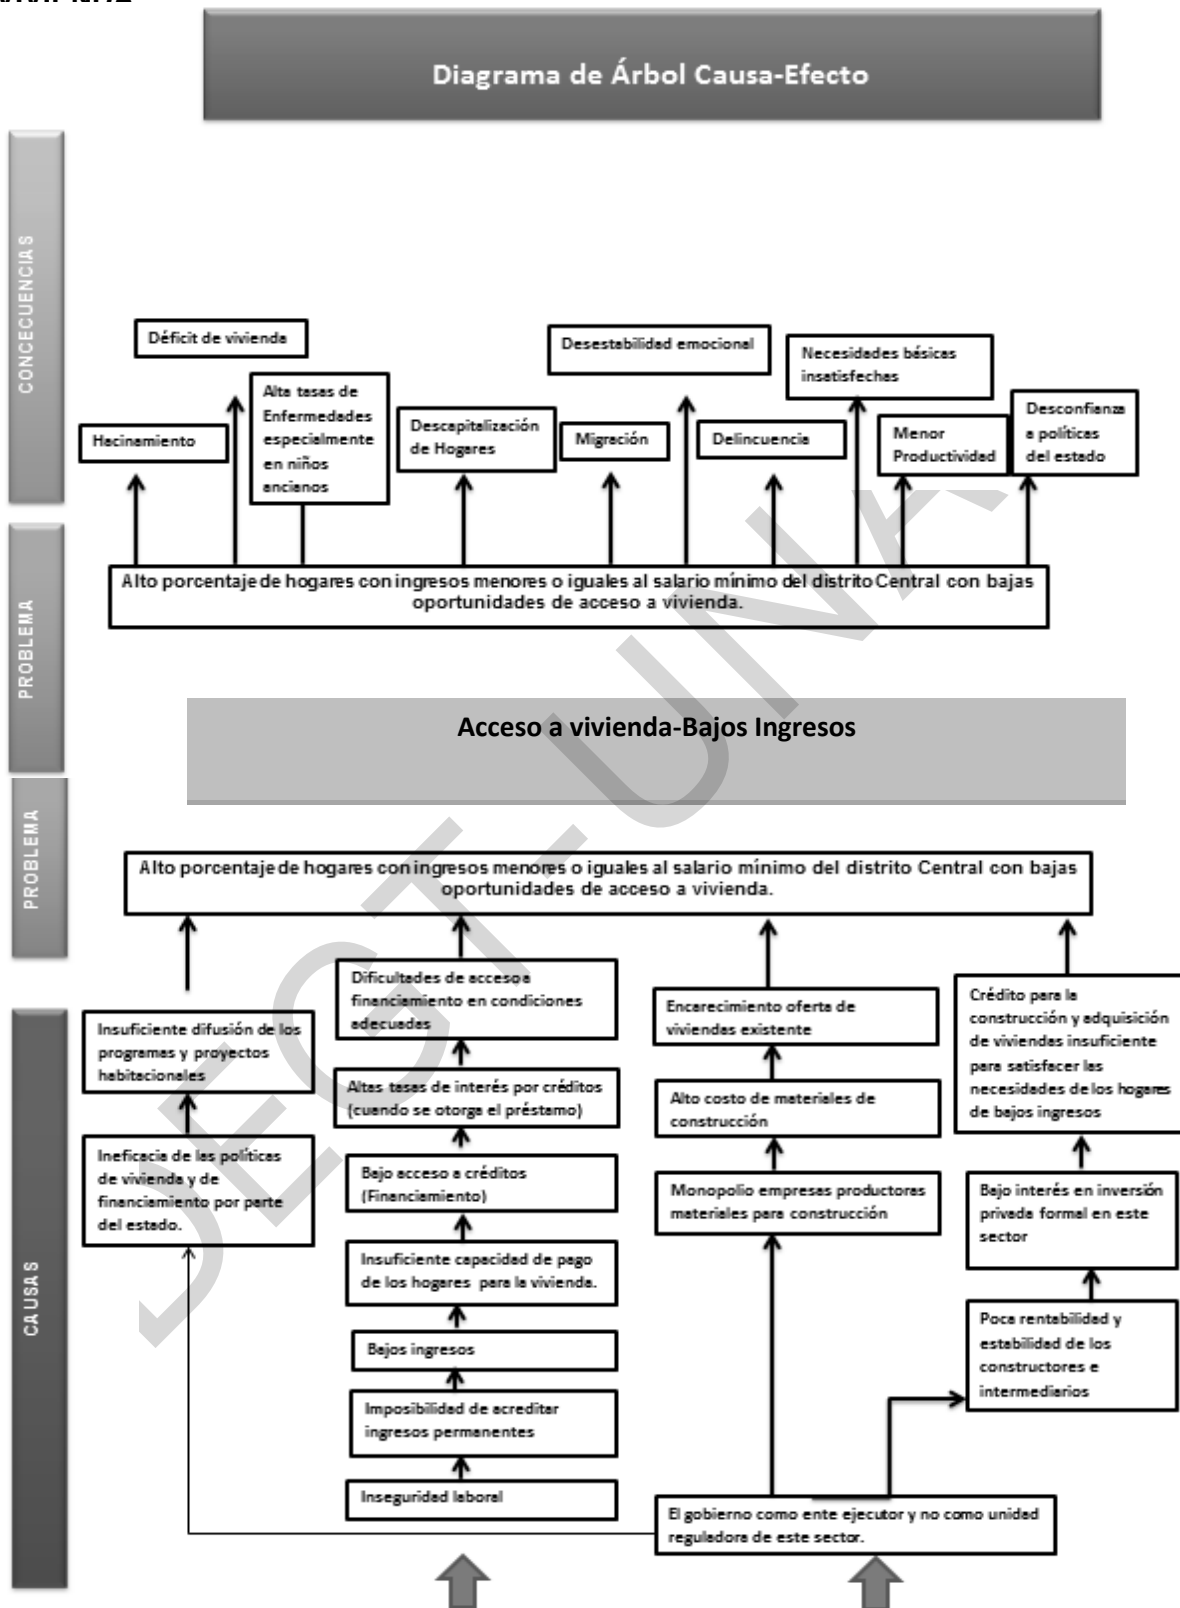 Diagrama de Árbol Causa-Efecto
CONCECUENCIAS
Déficit de vivienda
Desestabilidad emocional
Necesidades básicas
insatisfechas
Alta tasas de
Enfermedades
especialmente
en niños
ancianos
Hacinamiento
Descapitalización
de Hogares
Migración
Delincuencia
Menor
Productividad
Desconfianza
a políticas
del estado
PROBLEMA
Alto porcentaje de hogares con ingresos menores o iguales al salario mínimo del distrito Central con bajas
oportunidades de acceso a vivienda.
Acceso a vivienda-Bajos Ingresos
PROBLEMA
Alto porcentaje de hogares con ingresos menores o iguales al salario mínimo del distrito Central con bajas
oportunidades de acceso a vivienda.
CAUSAS
Insuficiente difusión de los
programas y proyectos
habitacionales
Ineficacia de las políticas
de vivienda y de
financiamiento por parte
del estado.
Dificultades de acceso a
financiamiento en condiciones
adecuadas
Altas tasas de interés por créditos
(cuando se otorga el préstamo)
Bajo acceso a créditos
(Financiamiento)
Insuficiente capacidad de pago
de los hogares para la vivienda.
Bajos ingresos
Imposibilidad de acreditar
ingresos permanentes
Inseguridad laboral
Encarecimiento oferta de
viviendas existente
Alto costo de materiales de
construcción
Monopolio empresas productoras
materiales para construcción
Crédito para la
construcción y adquisición
de viviendas insuficiente
para satisfacer las
necesidades de los hogares
de bajos ingresos
Bajo interés en inversión
privada formal en este
sector
Poca rentabilidad y
estabilidad de los
constructores e
intermediarios
El gobierno como ente ejecutor y no como unidad
reguladora de este sector.
DEGT-UNA